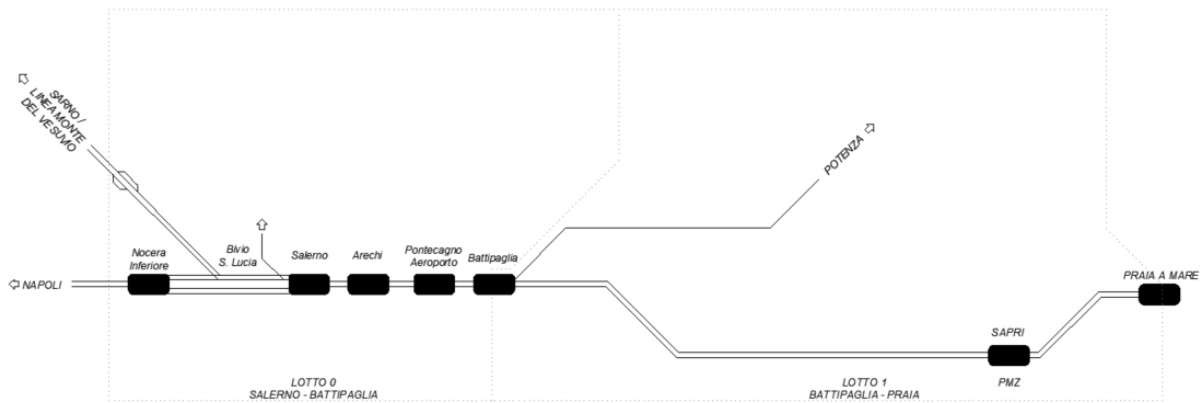 SARNO /
LINEA MONTE
DEL VESUVIO
POTENZA
Nocera
Inferiore
Bivio
S. Lucia
Salerno
Arechi
Pontecagno
Aeroporto
Battipaglia
PRAIA A MARE
NAPOLI
SAPRI
PMZ
LOTTO 0
SALERNO - BATTIPAGLIA
LOTTO 1
BATTIPAGLIA - PRAIA